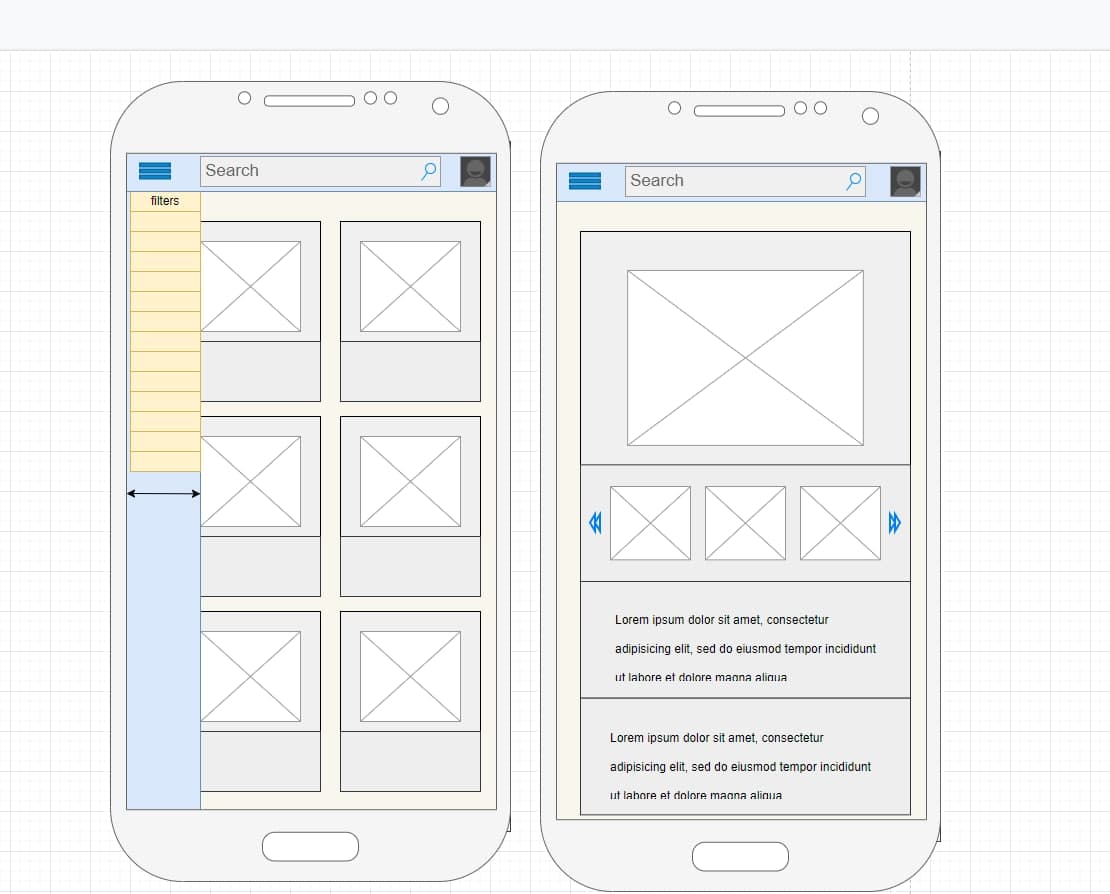 Search
filters
Search
Lorem ipsum dolor sit amet, consectetur
adipisicing elit, sed do eiusmod tempor incididunt
ut labore et dolore magna aliqua
Lorem ipsum dolor sit amet, consectetur
adipisicing elit, sed do eiusmod tempor incididunt
ut labore et dolore magna aliqua